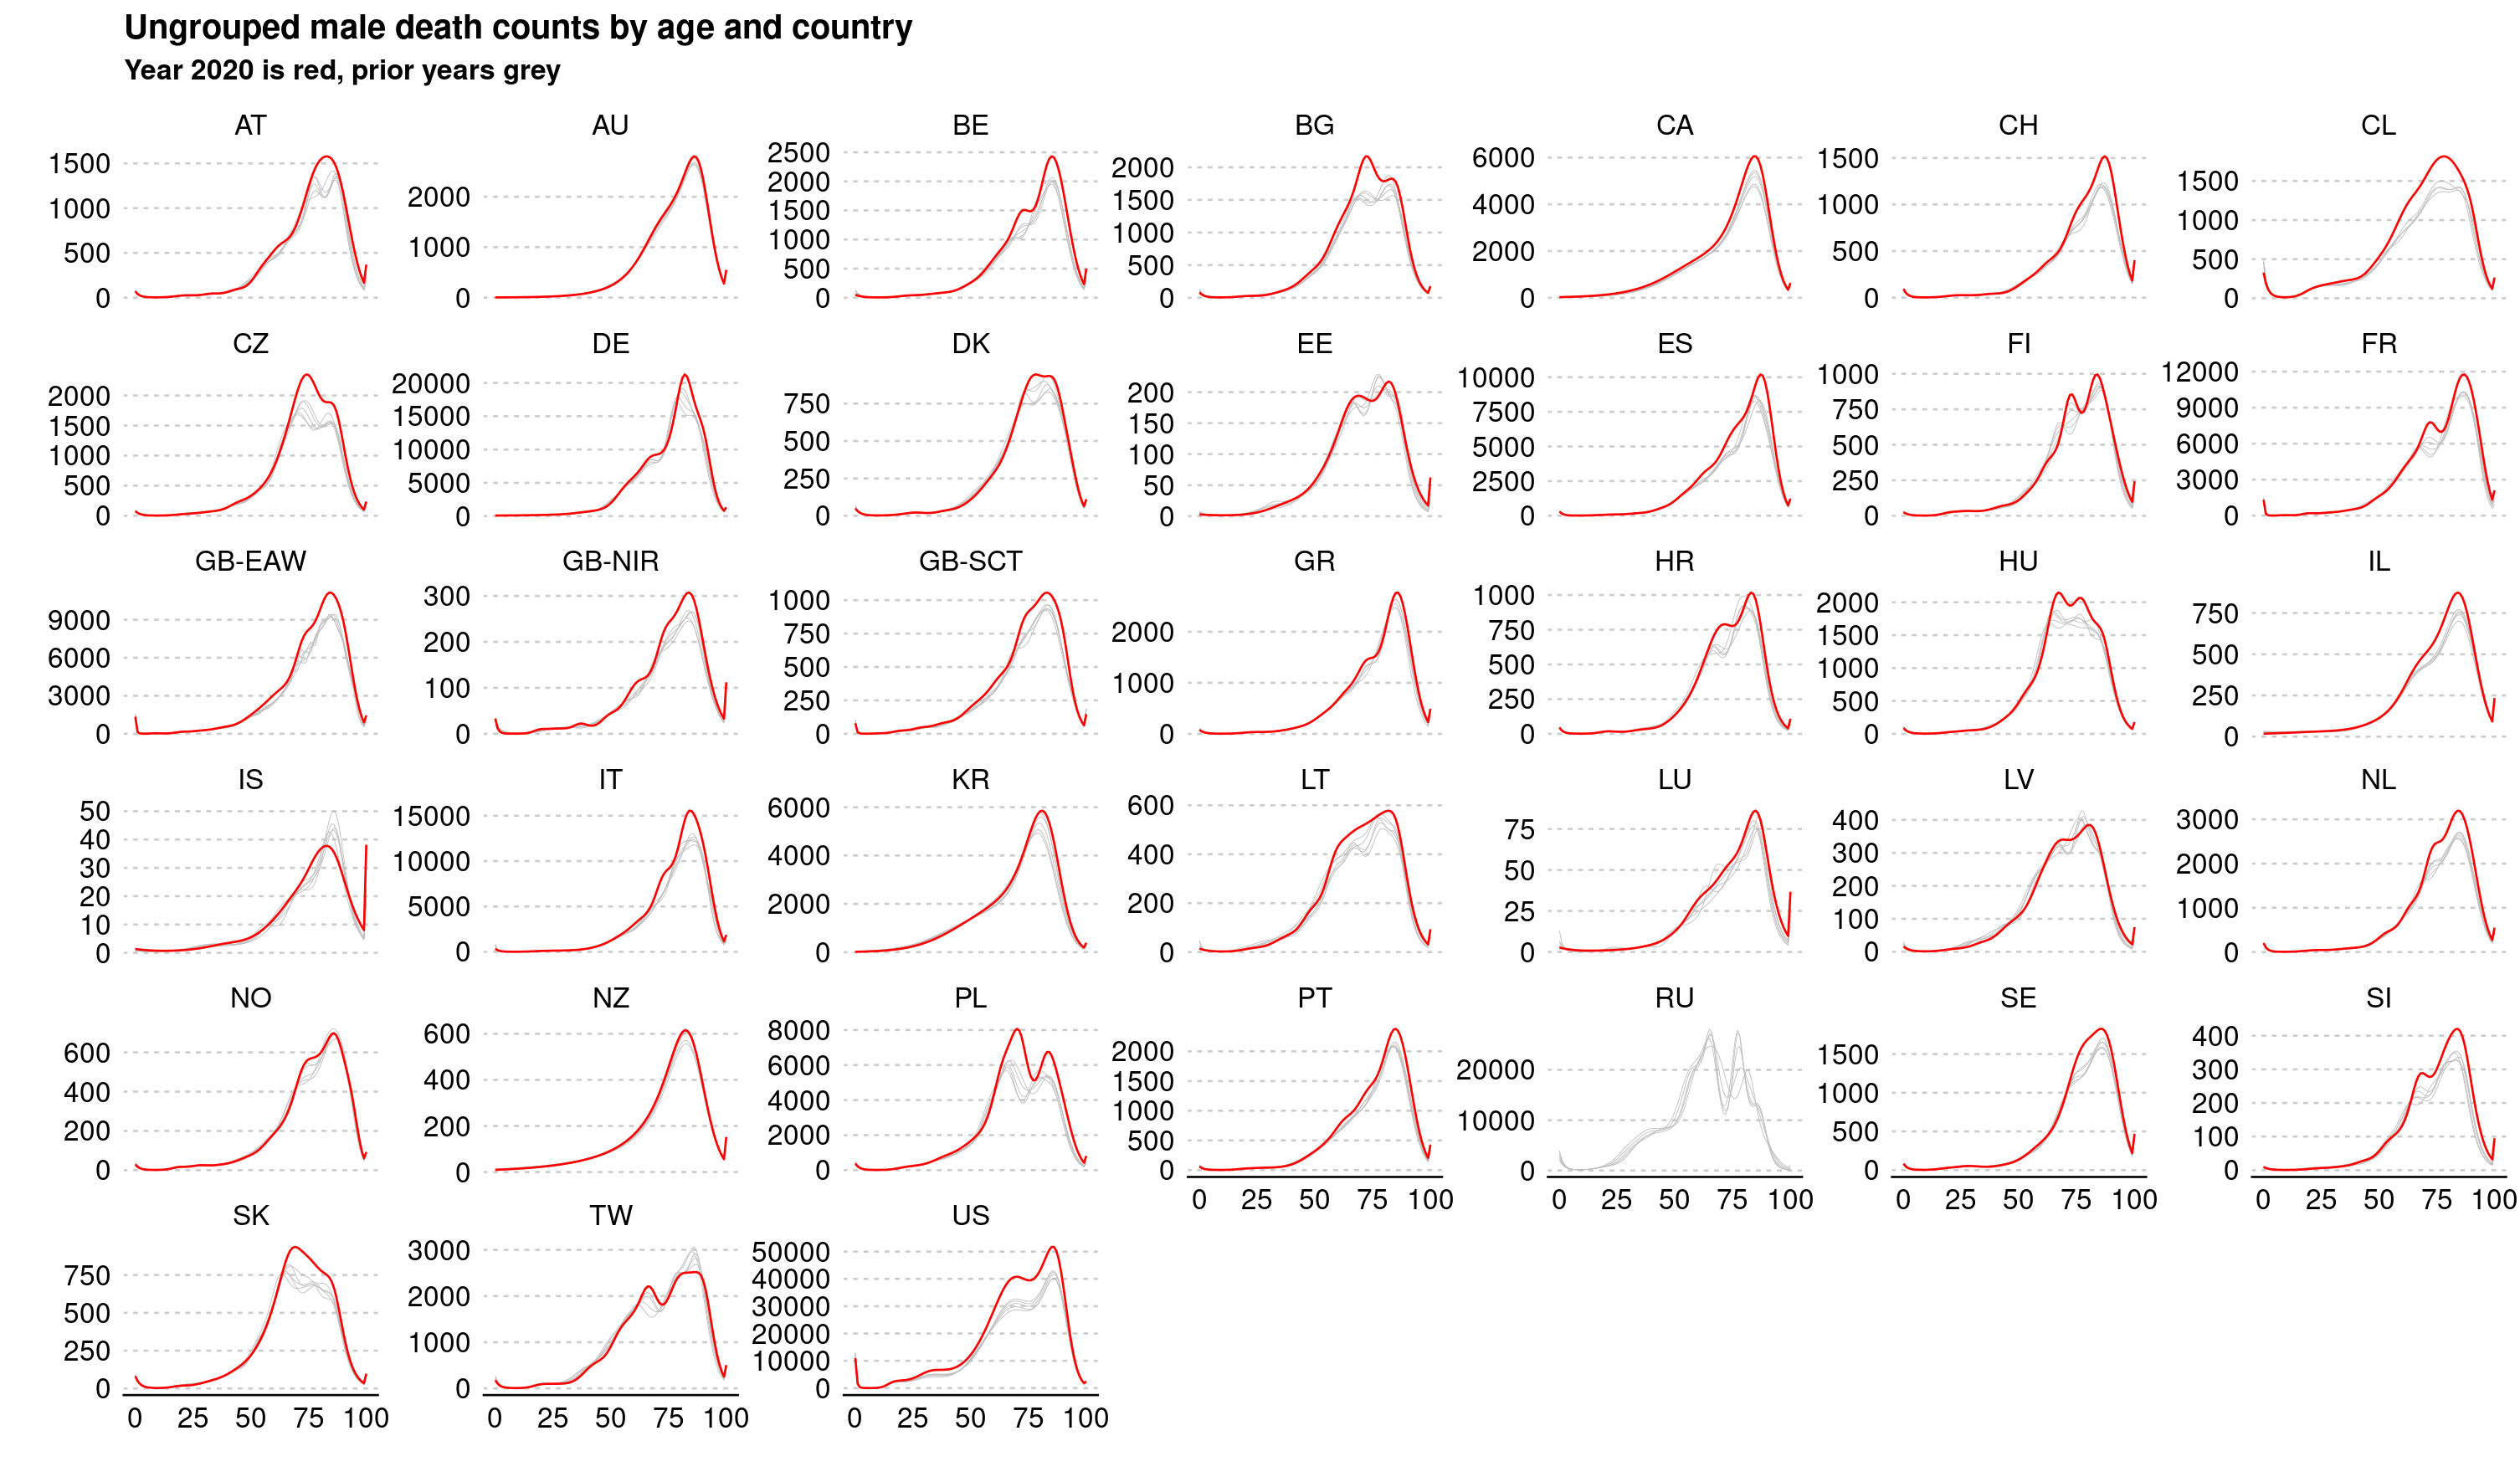 Ungrouped male death counts by age and country
Year 2020 is red, prior years grey
AT AU BE BG CA CH CL
1500 1000 500 0
2000 1000 0
2500 2000 1500 1000 500 0
2000 1500 1000 500 0
6000 4000 2000 0
1500 1000 500 0
1500 1000 500 0
CZ DE DK EE ES FI FR
2000 1500 1000 500 0
20000 15000 10000 5000 0
750 500 250 0
200 150 100 50 0
10000 7500 5000 2500 0
1000 750 500 250 0
12000 9000 6000 3000 0
GB-EAW GB-NIR GB-SCT GR HR HU IL
9000 6000 3000 0
300 200 100 0
1000 750 500 250 0
2000 1000 0
1000 750 500 250 0
2000 1500 1000 500 0
750 500 250 0
IS IT KR LT LU LV NL
50 40 30 20 10 0
15000 10000 5000 0
6000 4000 2000 0
600 400 200 0
75 50 25 0
400 300 200 100 0
3000 2000 1000 0
NO NZ PL PT RU SE SI
600 400 200 0
600 400 200 0
8000 6000 4000 2000 0
2000 1500 1000 500 0
20000 10000 0
1500 1000 500 0
400 300 200 100 0
0 25 50 75 100 0 25 50 75 100 0 25 50 75 100 0 25 50 75 100
SK TW US
750 500 250 0
3000 2000 1000 0
50000 40000 30000 20000 10000 0
0 25 50 75 100 0 25 50 75 100 0 25 50 75 100